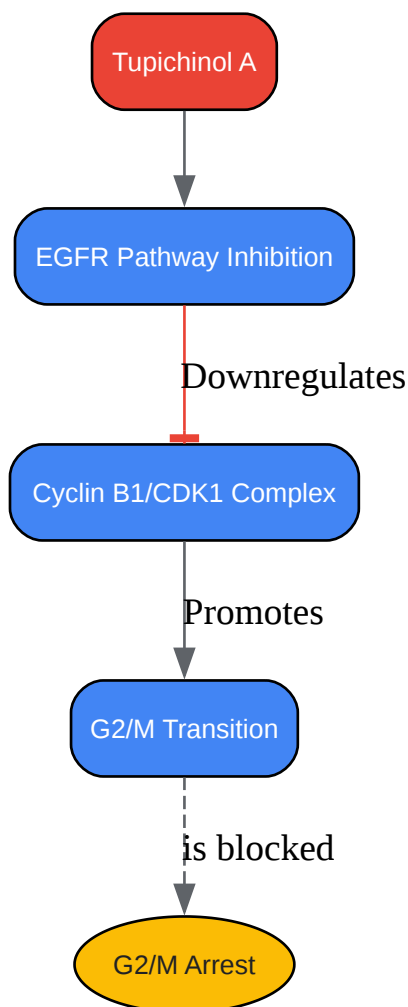 Tupichinol A
EGFR Pathway Inhibition
Downregulates
Cyclin B1/CDK1 Complex
Promotes
G2/M Transition
is blocked
G2/M Arrest